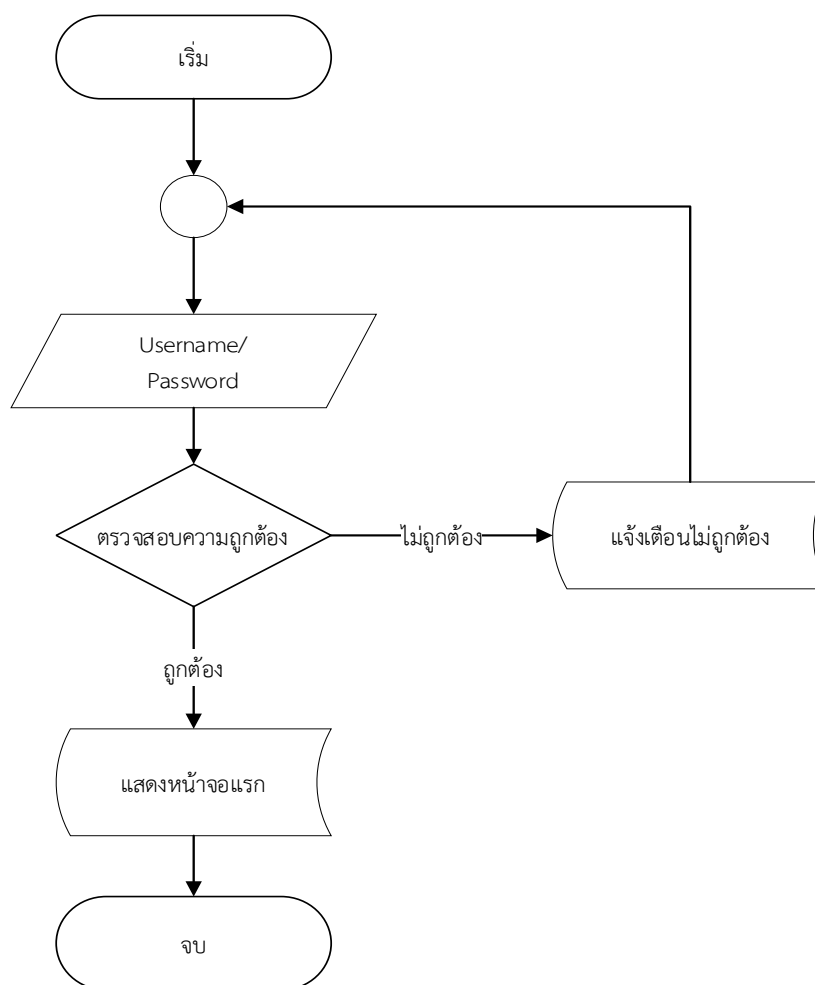 เริ่ม
Username/
Password
ตรวจสอบความถูกต้อง
ไม่ถูกต้อง
แจ้งเตือนไม่ถูกต้อง
ถูกต้อง
แสดงหน้าจอแรก
จบ